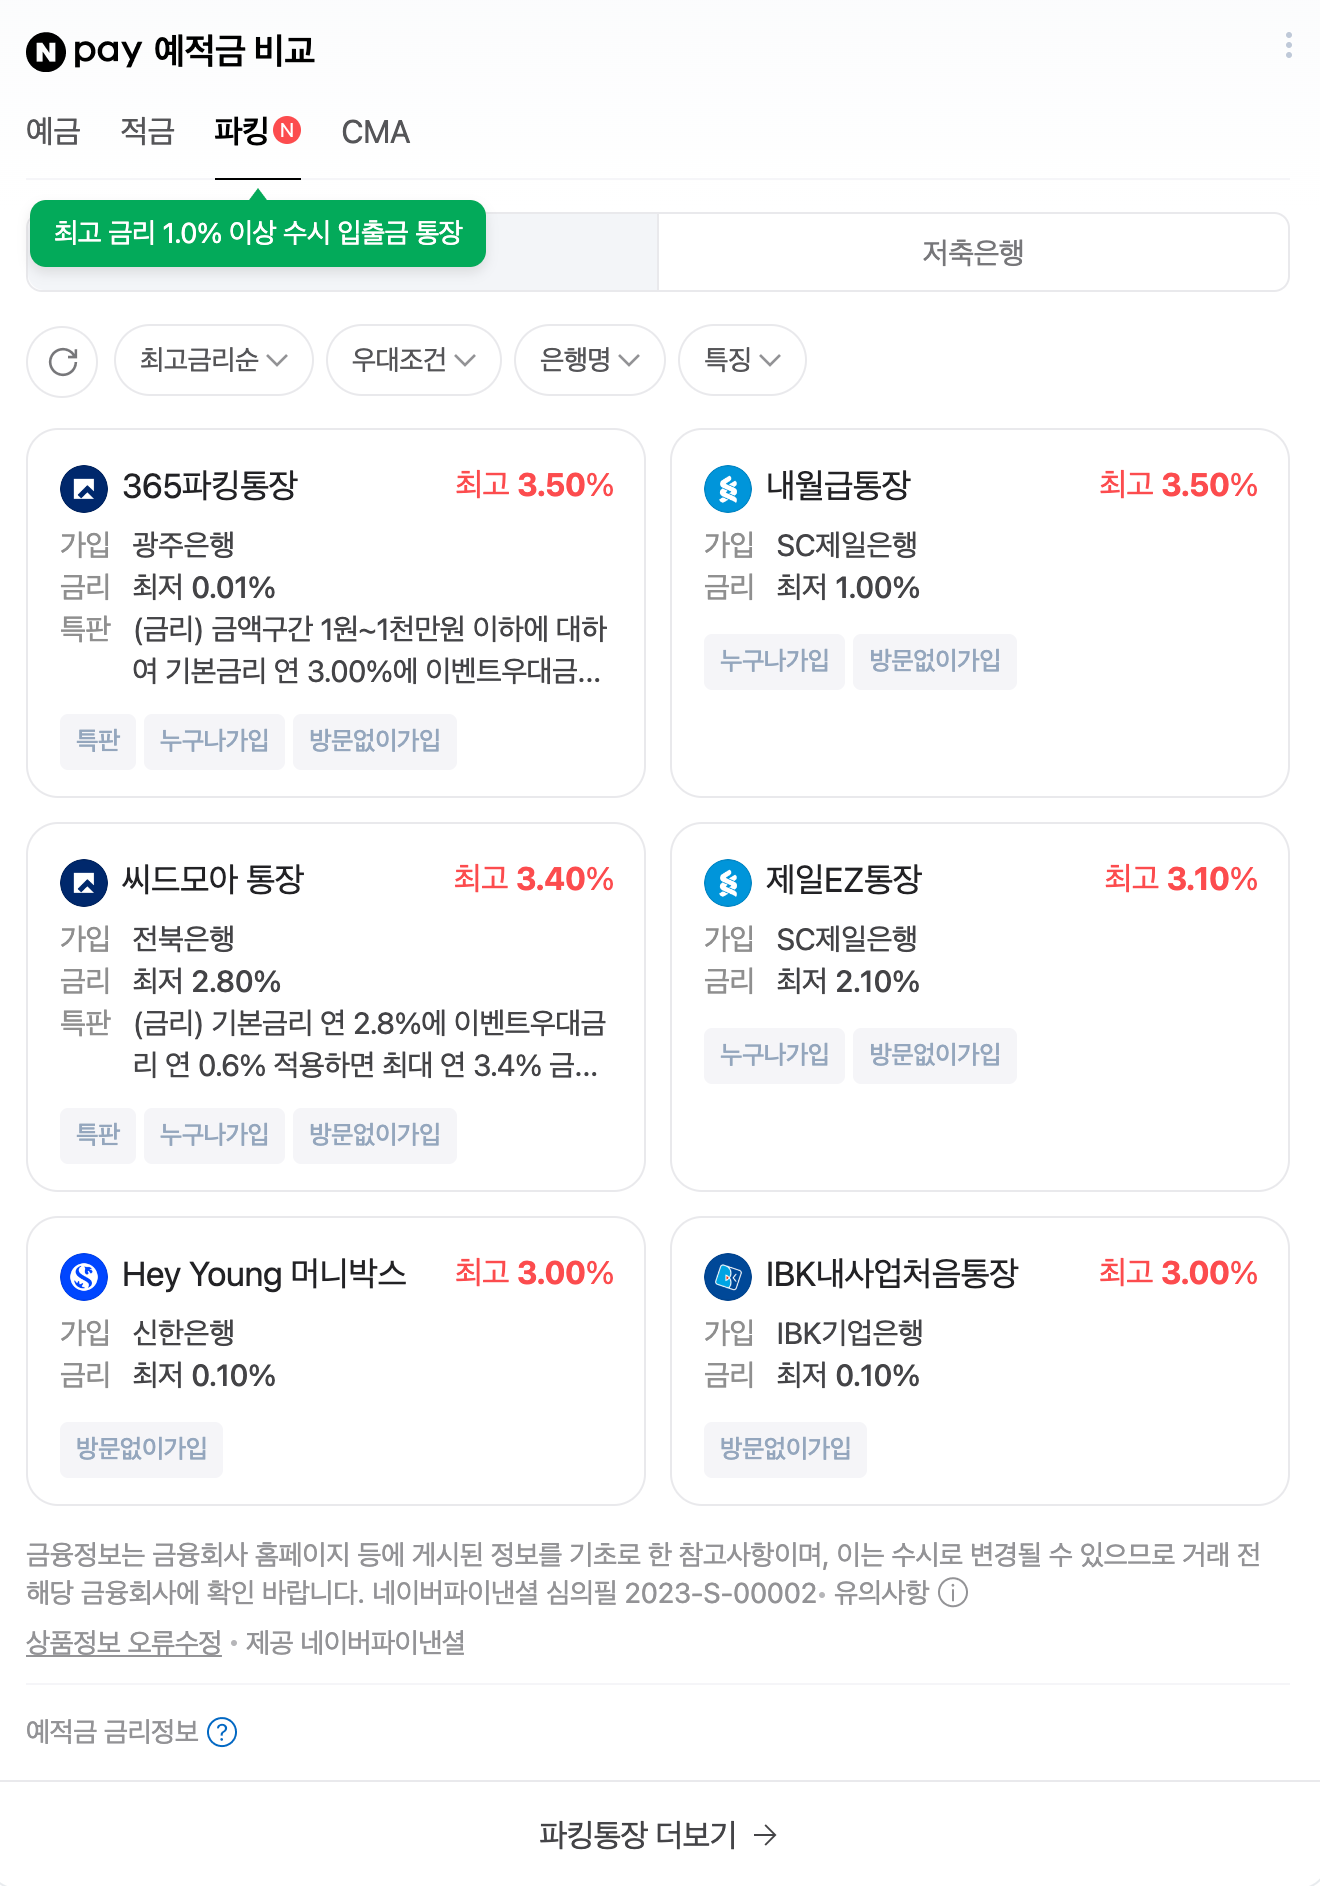 N pay 예적금 비교
예금 적금 파킹 N CMA
최고 금리 1.0% 이상 수시 입출금 통장
저축은행
최고금리순 우대조건 은행명 특징
365파킹통장 최고 3.50%
가입 광주은행
금리 최저 0.01%
특판 (금리) 금액구간 1원~1천만원 이하에 대하
여 기본금리 연 3.00%에 이벤트우대금...
특판 누구나가입 방문없이가입
내월급통장 최고 3.50%
가입 SC제일은행
금리 최저 1.00%
누구나가입 방문없이가입
씨드모아 통장 최고 3.40%
가입 전북은행
금리 최저 2.80%
특판 (금리) 기본금리 연 2.8%에 이벤트우대금
리 연 0.6% 적용하면 최대 연 3.4% 금...
특판 누구나가입 방문없이가입
제일EZ통장 최고 3.10%
가입 SC제일은행
금리 최저 2.10%
누구나가입 방문없이가입
Hey Young 머니박스 최고 3.00%
가입 신한은행
금리 최저 0.10%
방문없이가입
IBK내사업처음통장 최고 3.00%
가입 IBK기업은행
금리 최저 0.10%
방문없이가입
금융정보는 금융회사 홈페이지 등에 게시된 정보를 기초로 한 참고사항이며, 이는 수시로 변경될 수 있으므로 거래 전
해당 금융회사에 확인 바랍니다. 네이버파이낸셜 심의필 2023-S-00002• 유의사항 ⓘ
상품정보 오류수정 • 제공 네이버파이낸셜
예적금 금리정보 ?
파킹통장 더보기 →